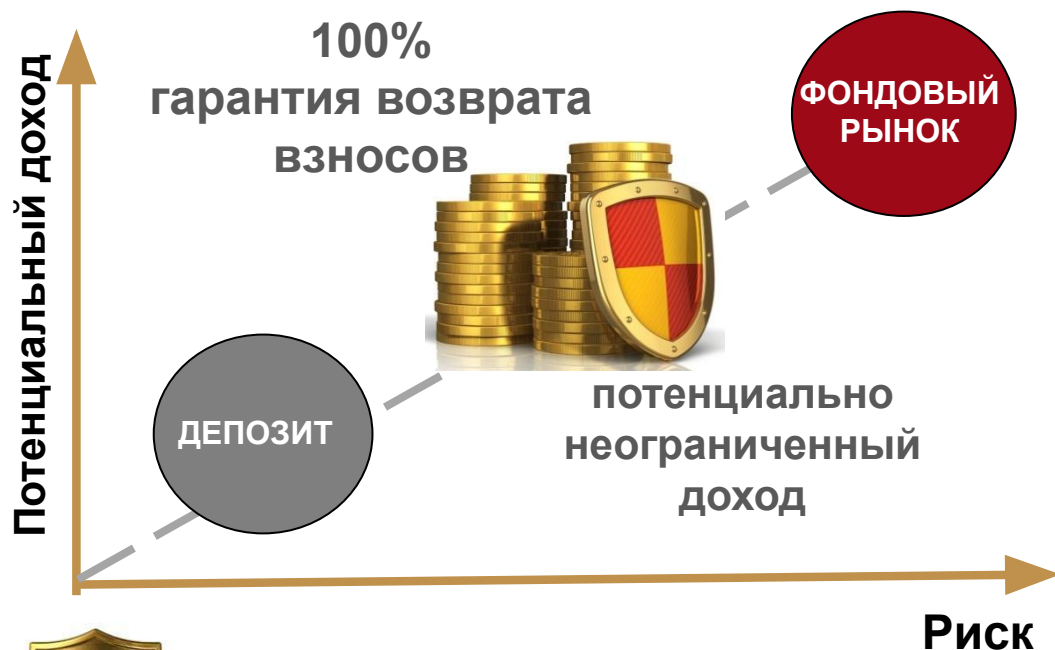 100%
гарантия возврата
взносов
ФОНДОВЫЙ
РЫНОК
Потенциальный доход
ДЕПОЗИТ
потенциально
неограниченный
доход
Риск